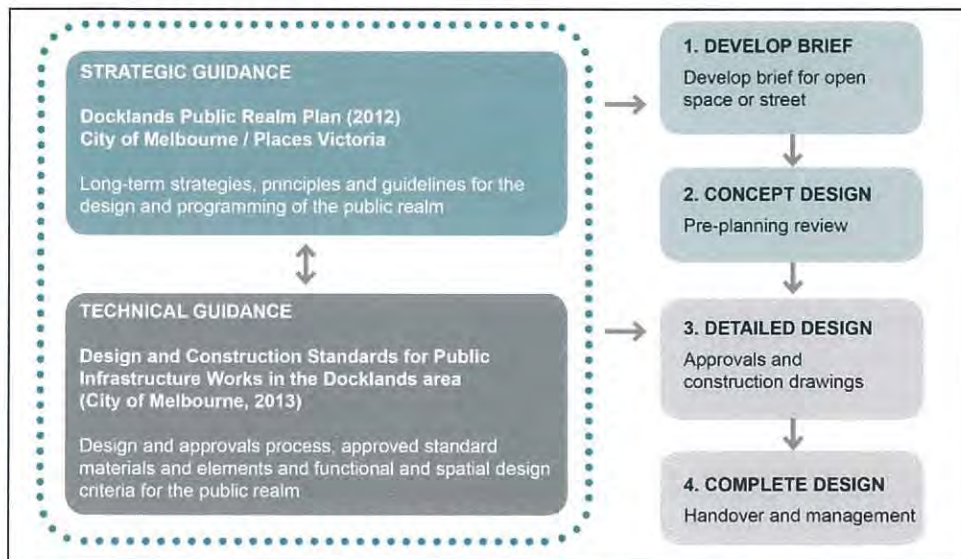 STRATEGIC GUIDANCE
Docklands Public Realm Plan (2012)
City of Melbourne / Places Victoria
Long-term strategies, principles and guidelines for the
design and programming of the public realm
TECHNICAL GUIDANCE
Design and Construction Standards for Public
Infrastructure Works in the Docklands area
(City of Melbourne, 2013)
Design and approvals process, approved standard
materials and elements and functional and spatial design
criteria for the public realm
1. DEVELOP BRIEF
Develop brief for open
space or street
2. CONCEPT DESIGN
Pre-planning review
3. DETAILED DESIGN
Approvals and
construction drawings
4. COMPLETE DESIGN
Handover and management